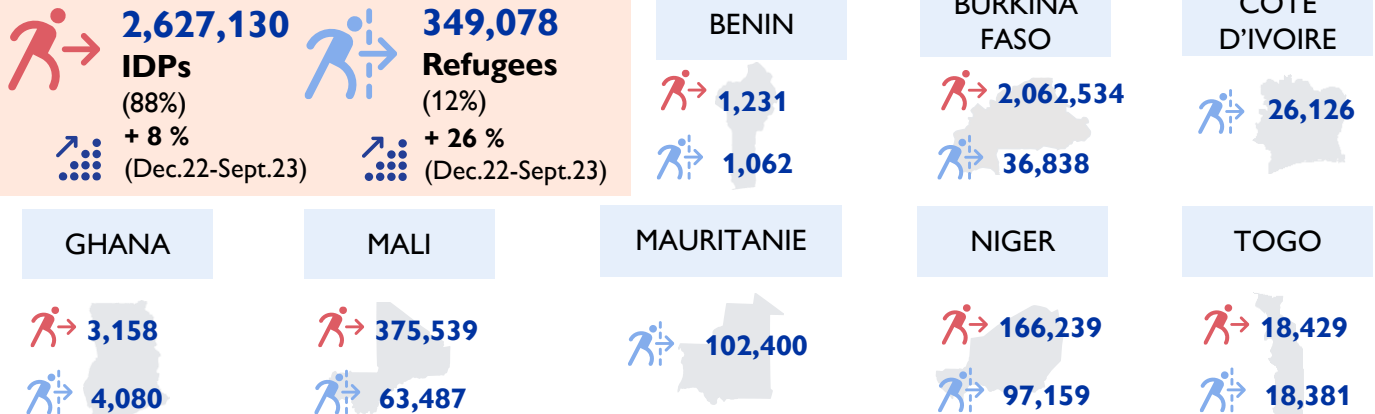 2,627,130
IDPs
(88%)
+ 8 %
(Dec.22-Sept.23)
349,078
Refugees
(12%)
+ 26 %
(Dec.22-Sept.23)
BENIN
1,231
1,062
BURKINA
FASO
2,062,534
36,838
CÔTE
D'IVOIRE
26,126
GHANA
3,158
4,080
MALI
375,539
63,487
MAURITANIE
102,400
NIGER
166,239
97,159
TOGO
18,429
18,381